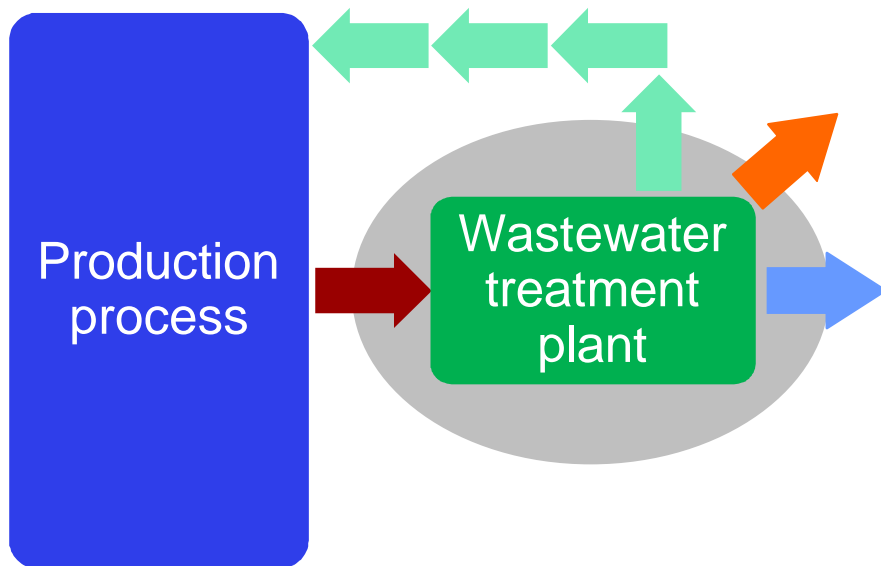 Production
process
Wastewater
treatment
plant